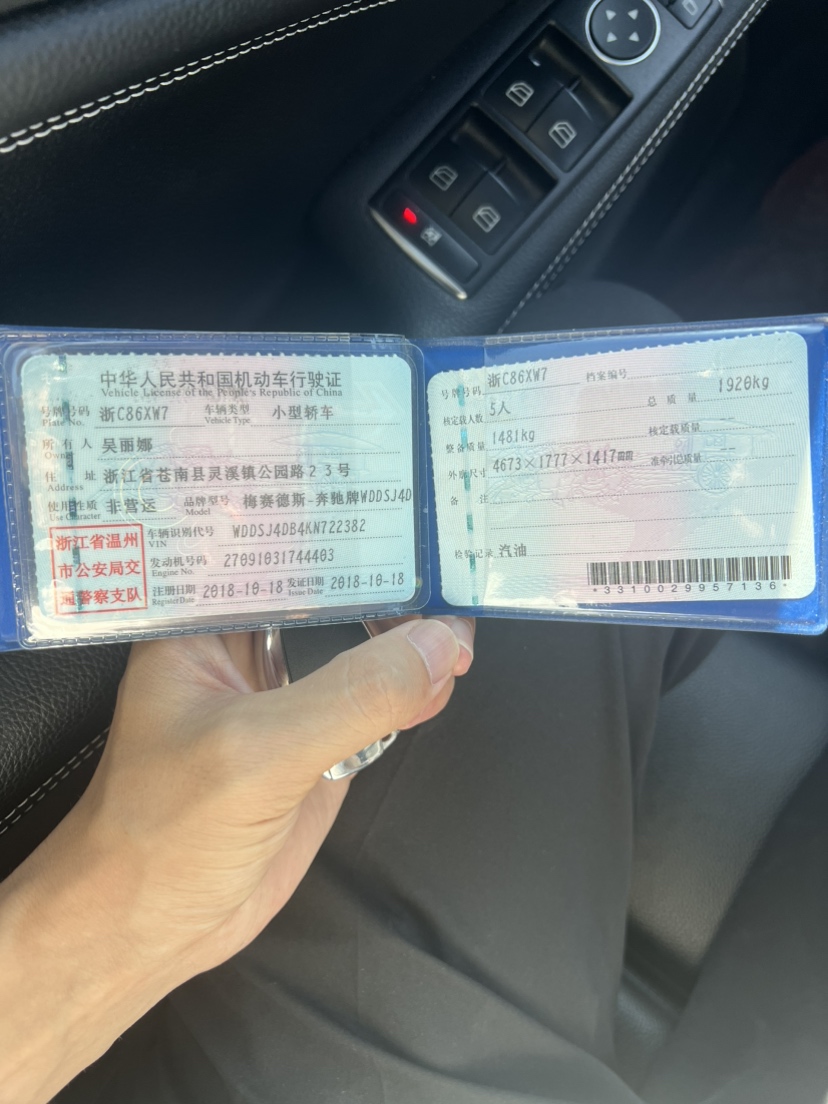 中华人民共和国机动车行驶证
Vehicle License of the People's Republic of China
号牌号码 浙C86XW7 车辆类型 小型轿车
Plate No. Vehicle Type
所有人 吴丽娜
Owner
住址 浙江省苍南县灵溪镇公园路23号
Address
使用性质 非营运 品牌型号 梅赛德斯-奔驰牌WDDSJ4D
Use Character Model
浙江省温州
市公安局交
通警察支队
车辆识别代号 WDDSJ4DB4KN722382
VIN
发动机号码 27091031744403
Engine No.
注册日期 2018-10-18 发证日期 2018-10-18
Register Date Issue Date
号牌号码 浙C86XW7 档案编号
核定载人数 5人 总质量 1920kg
整备质量 1481kg 核定载质量 --
外廓尺寸 4673×1777×1417mm 准牵引总质量 --
备注
检验记录 汽油
*3310029957136*